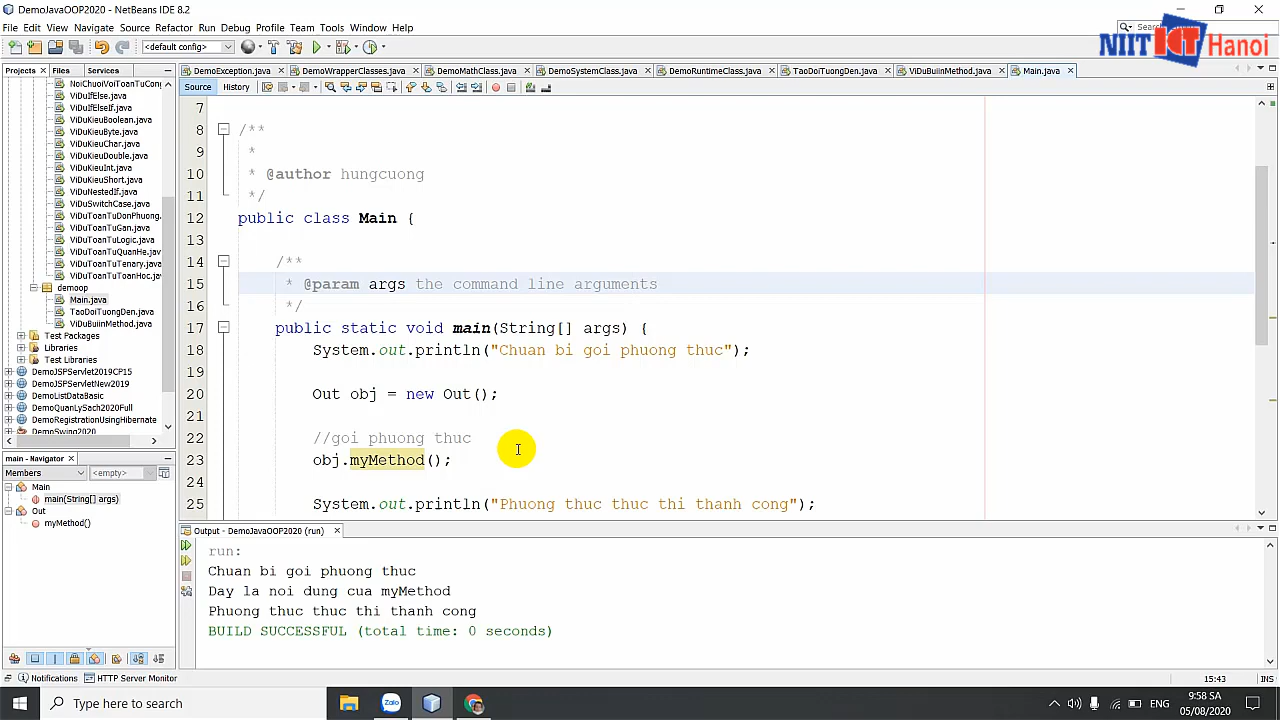 DemoJavaOOP2020 - NetBeans IDE 8.2
File Edit View Navigate Source Refactor Run Debug Profile Team Tools Window Help
<default config>
NIIT ICT Hanoi
Projects Files Services
DemoException.java DemoWrapperClasses.java DemoMathClass.java DemoSystemClass.java DemoRuntimeClass.java TaoDoiTuongDen.java ViDuBuiinMethod.java Main.java
Source History
NoiChuoiVoiToanTuCong
ViDuIfElse.java
ViDuIfElseIf.java
ViDuKieuBoolean.java
ViDuKieuByte.java
ViDuKieuChar.java
ViDuKieuDouble.java
ViDuKieuInt.java
ViDuKieuShort.java
ViDuNestedIf.java
ViDuSwitchCase.java
ViDuToanTuDonPhuong.
ViDuToanTuGan.java
ViDuToanTuLogic.java
ViDuToanTuQuanHe.java
ViDuToanTuTenary.java
ViDuToanTuToanHoc.java
demoop
Main.java
TaoDoiTuongDen.java
ViDuBuiinMethod.java
Test Packages
Libraries
Test Libraries
DemoJSPServlet2019CP15
DemoJSPServletNew2019
DemoListDataBasic
DemoQuanLySach2020Full
DemoRegistrationUsingHibernate
DemoSwing2020
main - Navigator
Members <empty>
Main
main(String[] args)
Out
myMethod()
7
8 /**
9 *
10 * @author hungcuong
11 */
12 public class Main {
13
14 /**
15 * @param args the command line arguments
16 */
17 public static void main(String[] args) {
18 System.out.println("Chuan bi goi phuong thuc");
19
20 Out obj = new Out();
21
22 //goi phuong thuc
23 obj.myMethod();
24
25 System.out.println("Phuong thuc thuc thi thanh cong");
Output - DemoJavaOOP2020 (run)
run:
Chuan bi goi phuong thuc
Day la noi dung cua myMethod
Phuong thuc thuc thi thanh cong
BUILD SUCCESSFUL (total time: 0 seconds)
Notifications HTTP Server Monitor
15:43 INS
Type here to search
Zalo
ENG
9:58 SA
05/08/2020